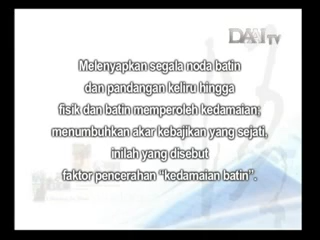 DAAI TV
Melenyapkan segala noda batin
dan pandangan keliru hingga
fisik dan batin memperoleh kedamaian;
menumbuhkan akar kebajikan yang sejati,
inilah yang disebut
faktor pencerahan “kedamaian batin”.